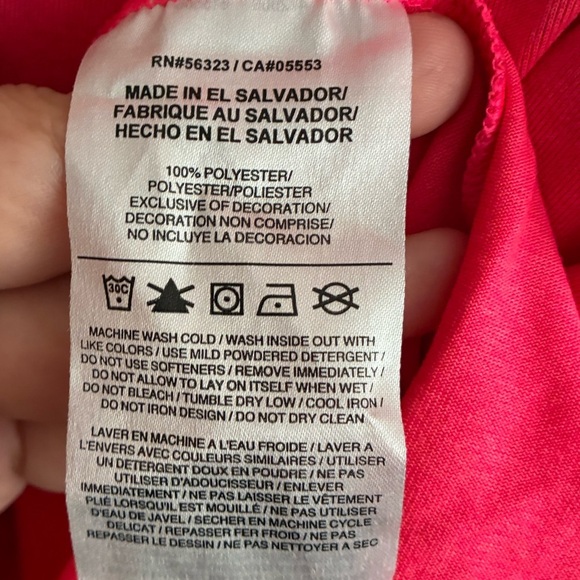 RN#56323 / CA#05553
MADE IN EL SALVADOR/
FABRIQUE AU SALVADOR/
HECHO EN EL SALVADOR
100% POLYESTER/
POLYESTER/POLIESTER
EXCLUSIVE OF DECORATION/
DECORATION NON COMPRISE/
NO INCLUYE LA DECORACION
30C
MACHINE WASH COLD / WASH INSIDE OUT WITH
LIKE COLORS / USE MILD POWDERED DETERGENT /
DO NOT USE SOFTENERS / REMOVE IMMEDIATELY /
DO NOT ALLOW TO LAY ON ITSELF WHEN WET /
DO NOT BLEACH / TUMBLE DRY LOW / COOL IRON /
DO NOT IRON DESIGN / DO NOT DRY CLEAN
LAVER EN MACHINE A L'EAU FROIDE / LAVER A
L'ENVERS AVEC COULEURS SIMILAIRES / UTILISER
UN DETERGENT DOUX EN POUDRE / NE PAS
UTILISER D'ADOUCISSEUR / ENLEVER
IMMEDIATEMENT / NE PAS LAISSER LE VÊTEMENT
PLIÉ LORSQU'IL EST MOUILLÉ / NE PAS UTILISER
D'EAU DE JAVEL / SECHER EN MACHINE CYCLE
DELICAT / REPASSER FER FROID / NE PAS
REPASSER LE DESSIN / NE PAS NETTOYER A SEC